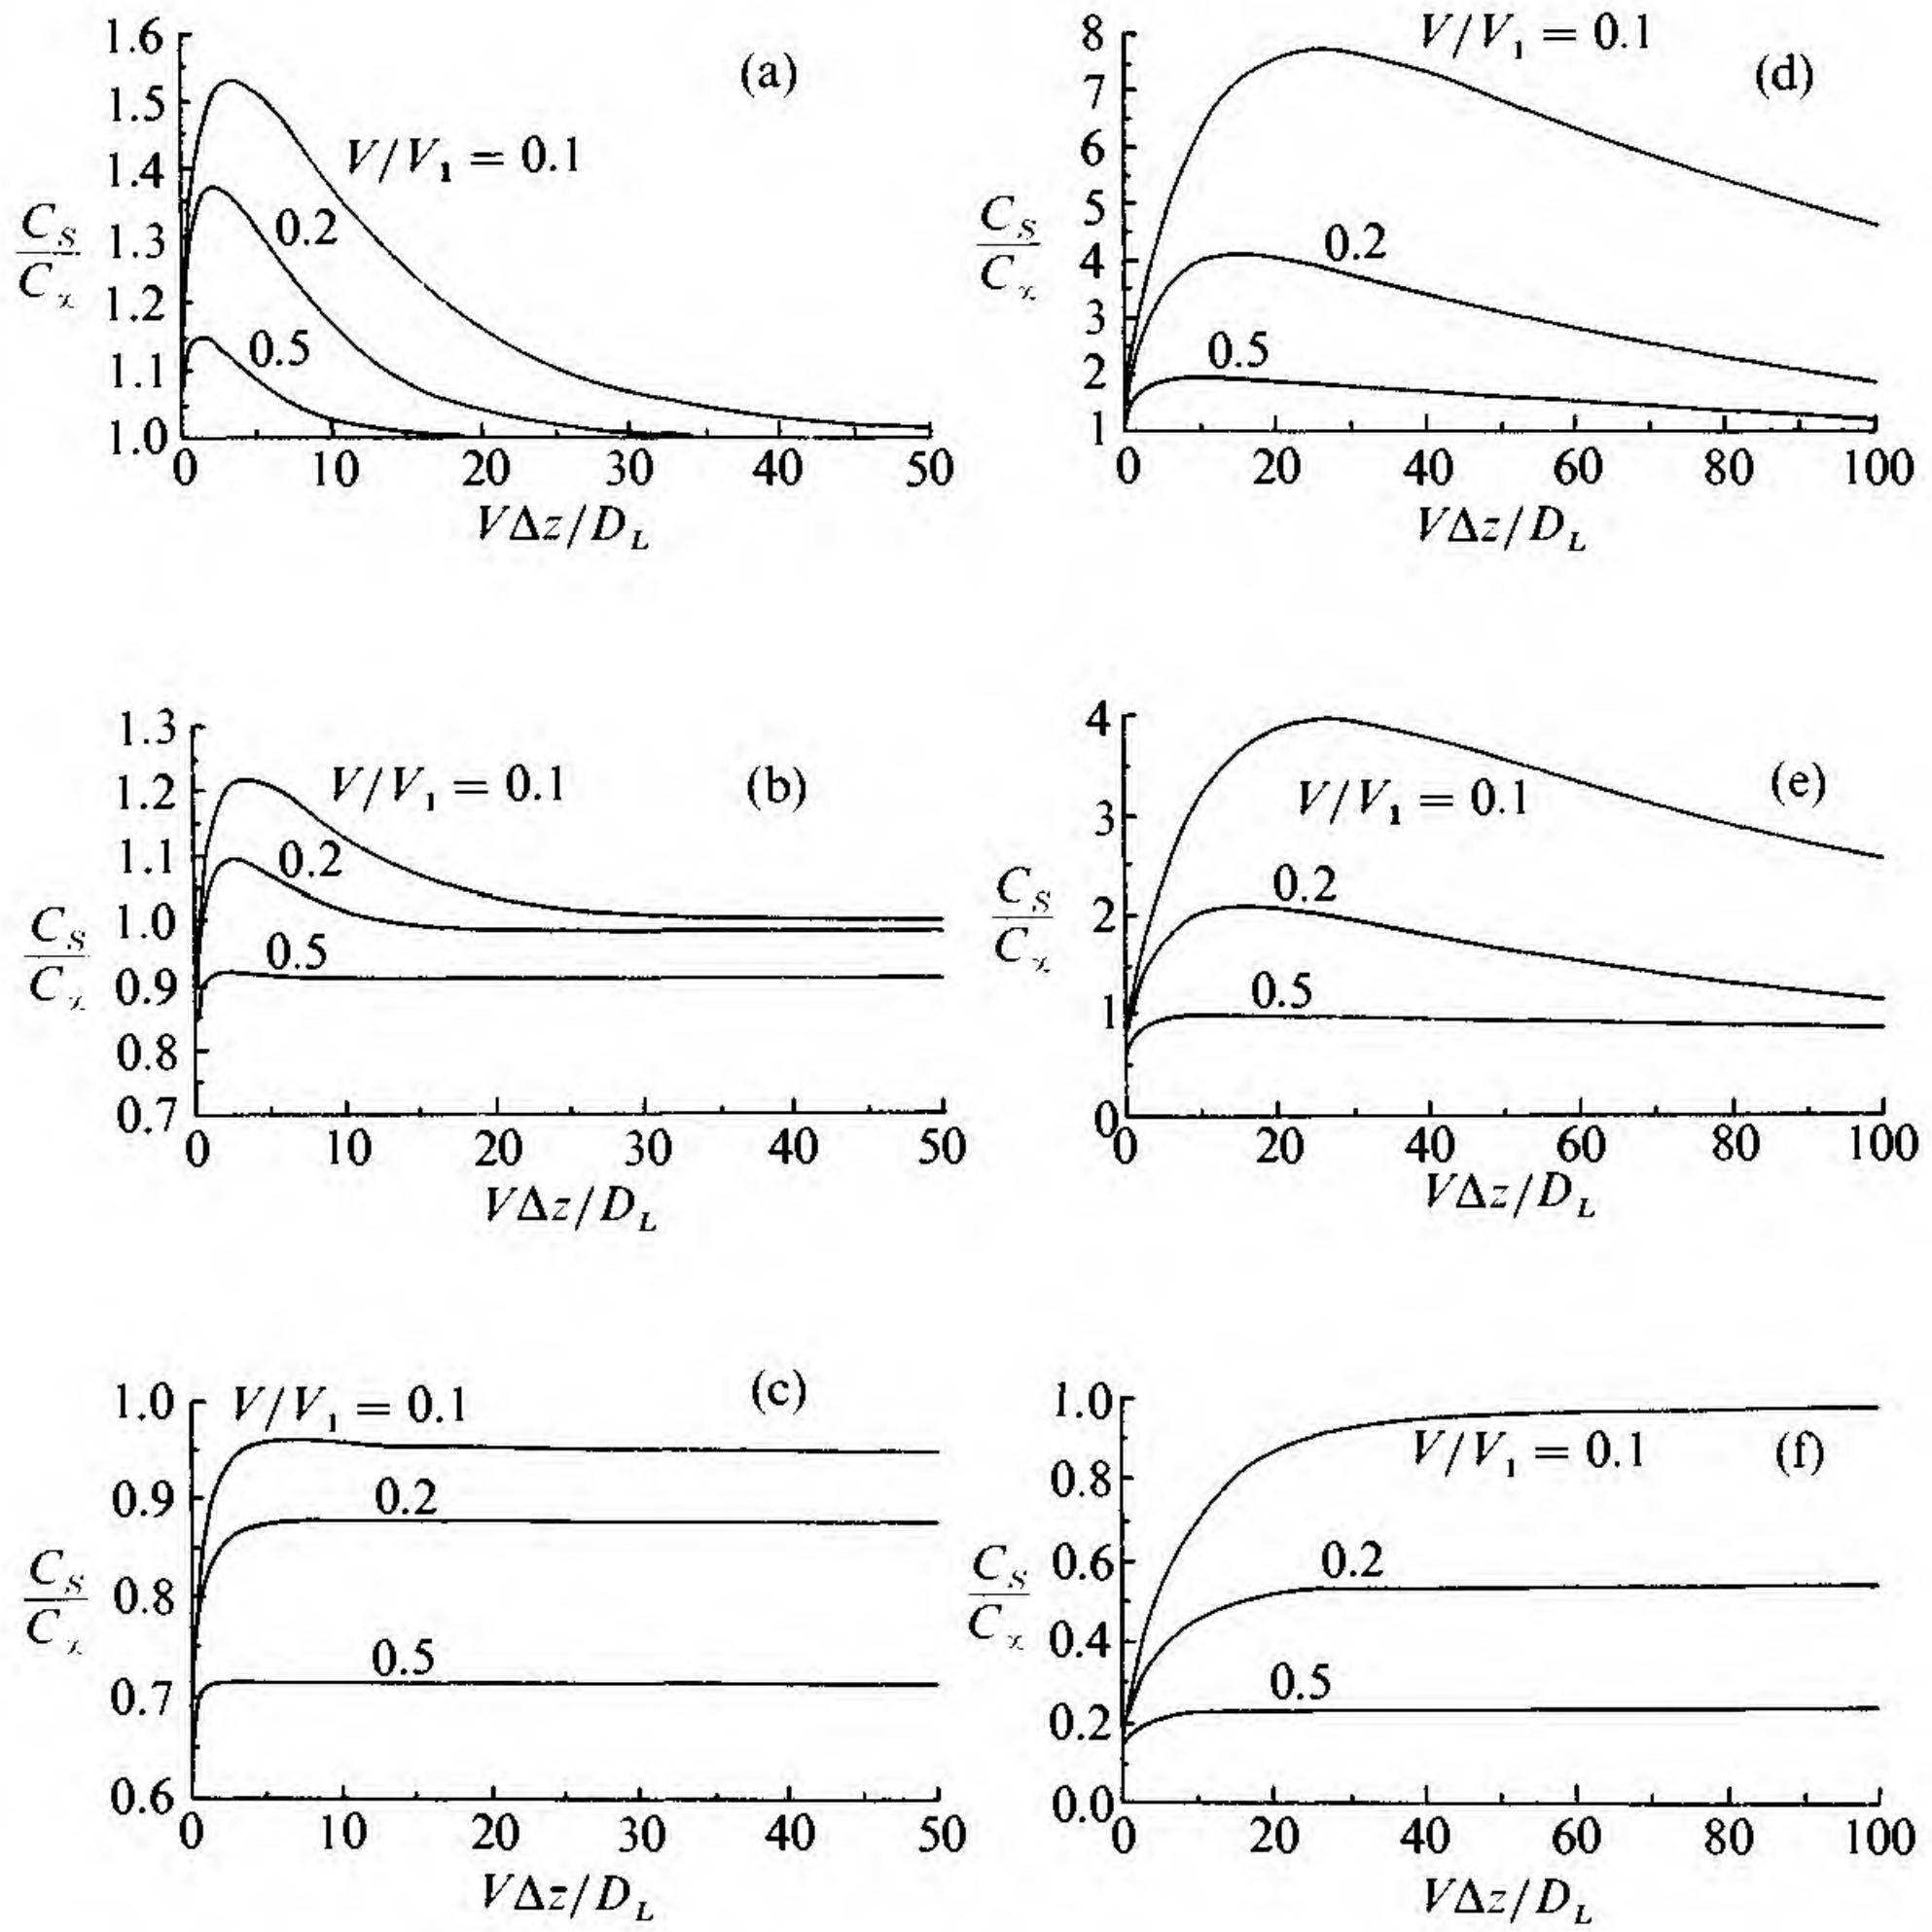 (a)
1.6
1.5
1.4
1.3
1.2
1.1
1.0
C_S / C_∞
V/V₁ = 0.1
0.2
0.5
0 10 20 30 40 50
VΔz/D_L
(d)
8
7
6
5
4
3
2
1
C_S / C_∞
V/V₁ = 0.1
0.2
0.5
0 20 40 60 80 100
VΔz/D_L
(b)
1.3
1.2
1.1
1.0
0.9
0.8
0.7
C_S / C_∞
V/V₁ = 0.1
0.2
0.5
0 10 20 30 40 50
VΔz/D_L
(e)
4
3
2
1
0
C_S / C_∞
V/V₁ = 0.1
0.2
0.5
0 20 40 60 80 100
VΔz/D_L
(c)
1.0
0.9
0.8
0.7
0.6
C_S / C_∞
V/V₁ = 0.1
0.2
0.5
0 10 20 30 40 50
VΔz/D_L
(f)
1.0
0.8
0.6
0.4
0.2
0.0
C_S / C_∞
V/V₁ = 0.1
0.2
0.5
0 20 40 60 80 100
VΔz/D_L